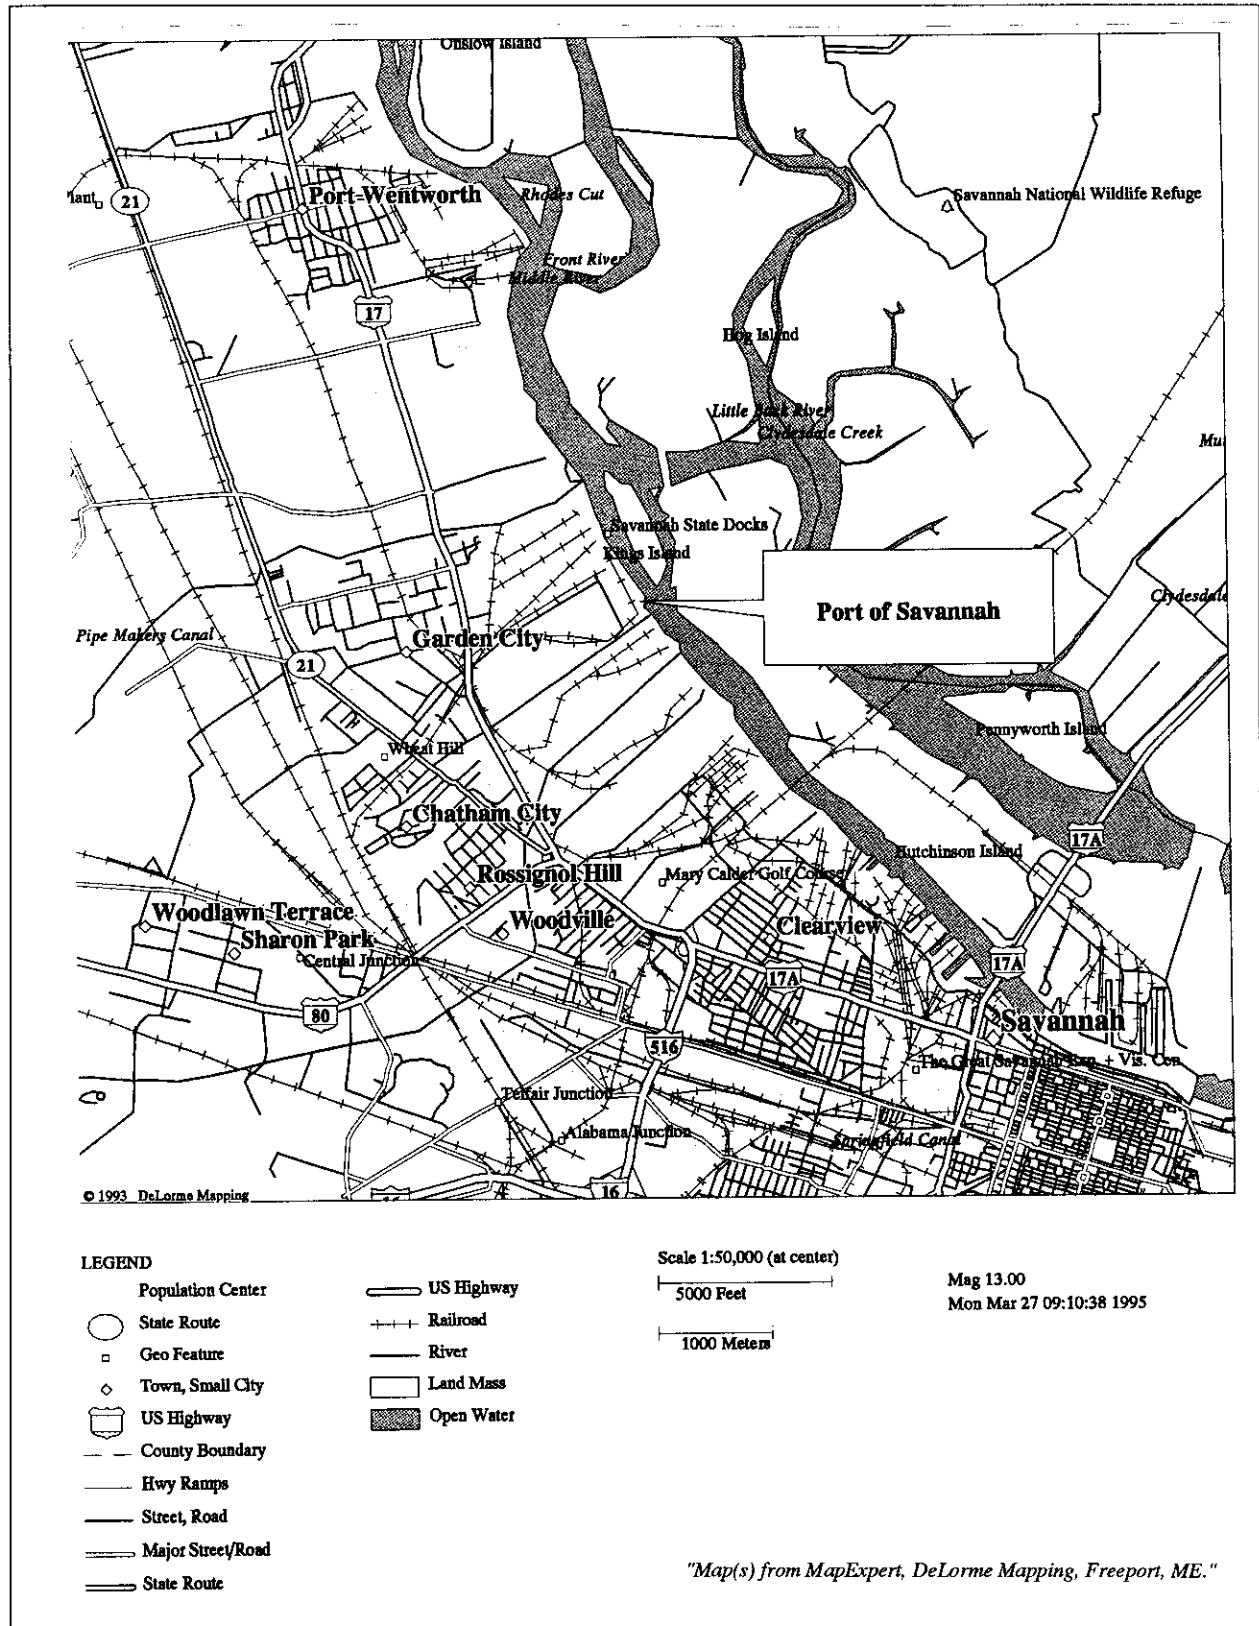 Onslow Island
Port Wentworth
Rhodes Cut
Savannah National Wildlife Refuge
21
Front River
Middle River
17
Hog Island
Little Back River
Clydesdale Creek
Savannah State Docks
Kings Island
Port of Savannah
Clydesdale
Pipe Makers Canal
Garden City
21
Pennyworth Island
Wheat Hill
Chatham City
17A
Hutchinson Island
Rossignol Hill
Mary Calder Golf Course
Woodlawn Terrace
Woodville
Clearview
Sharon Park
Central Junction
17A
17A
80
Savannah
516
The Great Savannah Exp. + Vis. Cen.
Telfair Junction
Alabama Junction
Springfield Canal
16
16
© 1993 DeLorme Mapping
LEGEND
Population Center
State Route
Geo Feature
Town, Small City
US Highway
County Boundary
Hwy Ramps
Street, Road
Major Street/Road
State Route
US Highway
Railroad
River
Land Mass
Open Water
Scale 1:50,000 (at center)
5000 Feet
1000 Meters
Mag 13.00
Mon Mar 27 09:10:38 1995
"Map(s) from MapExpert, DeLorme Mapping, Freeport, ME."